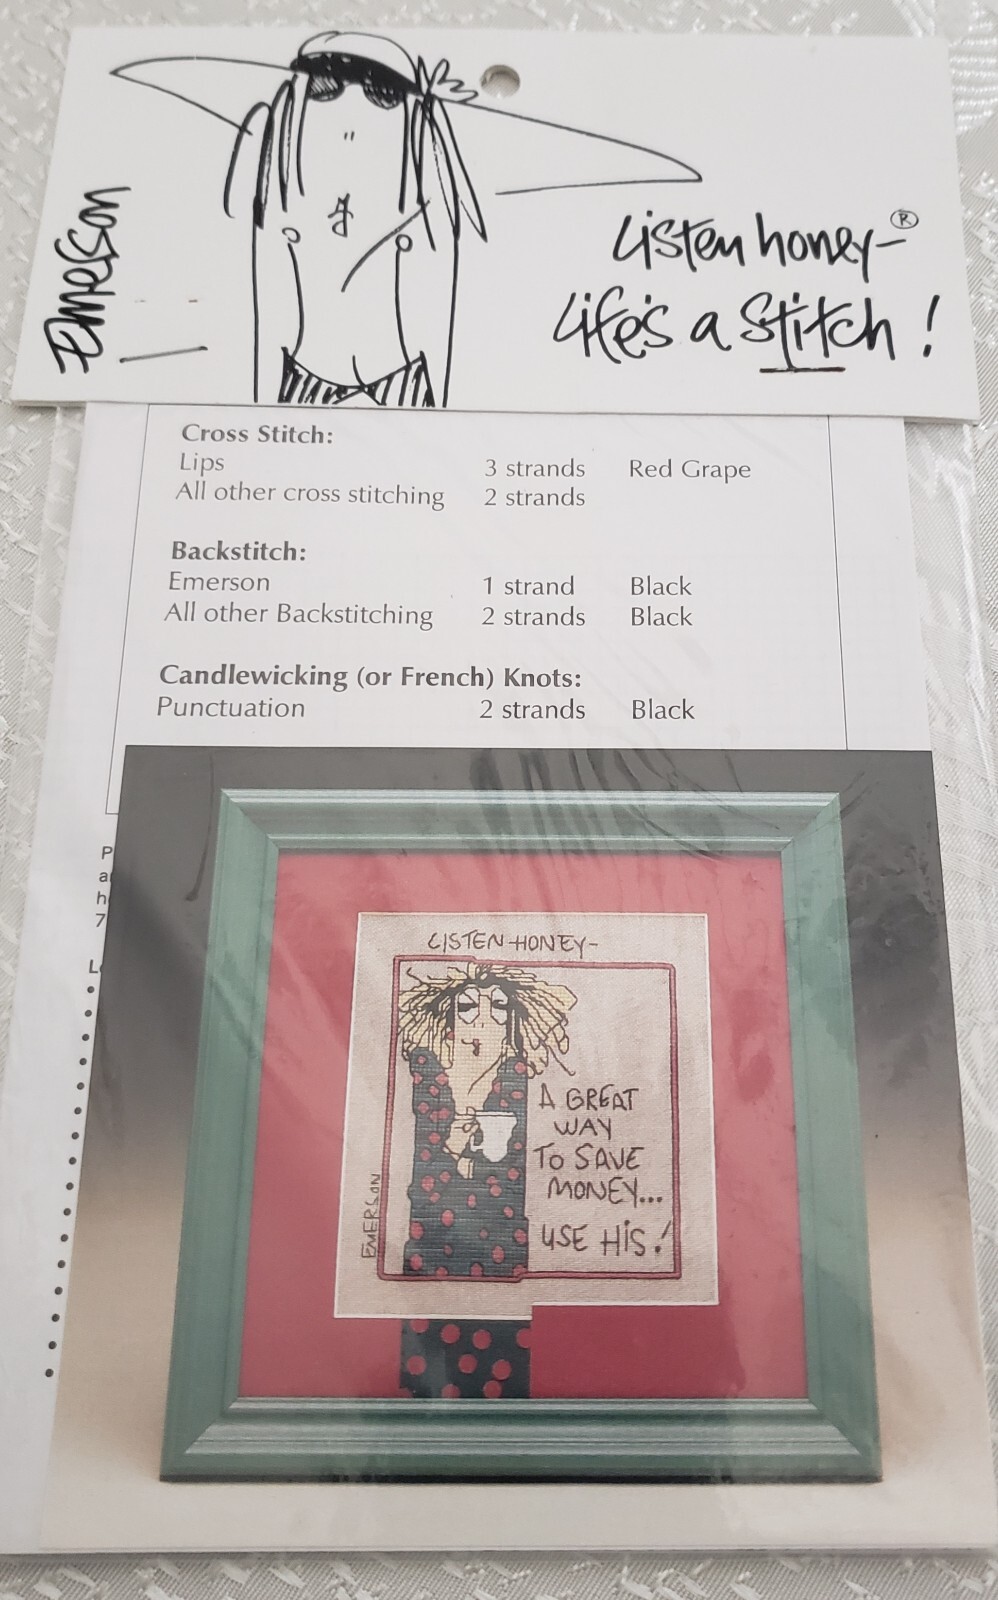 Emerson
Listen honey-®
Life's a Stitch!
Cross Stitch:
Lips 3 strands Red Grape
All other cross stitching 2 strands
Backstitch:
Emerson 1 strand Black
All other Backstitching 2 strands Black
Candlewicking (or French) Knots:
Punctuation 2 strands Black
LISTEN HONEY-
A GREAT
WAY
TO SAVE
MONEY...
USE HiS!
EMERSON